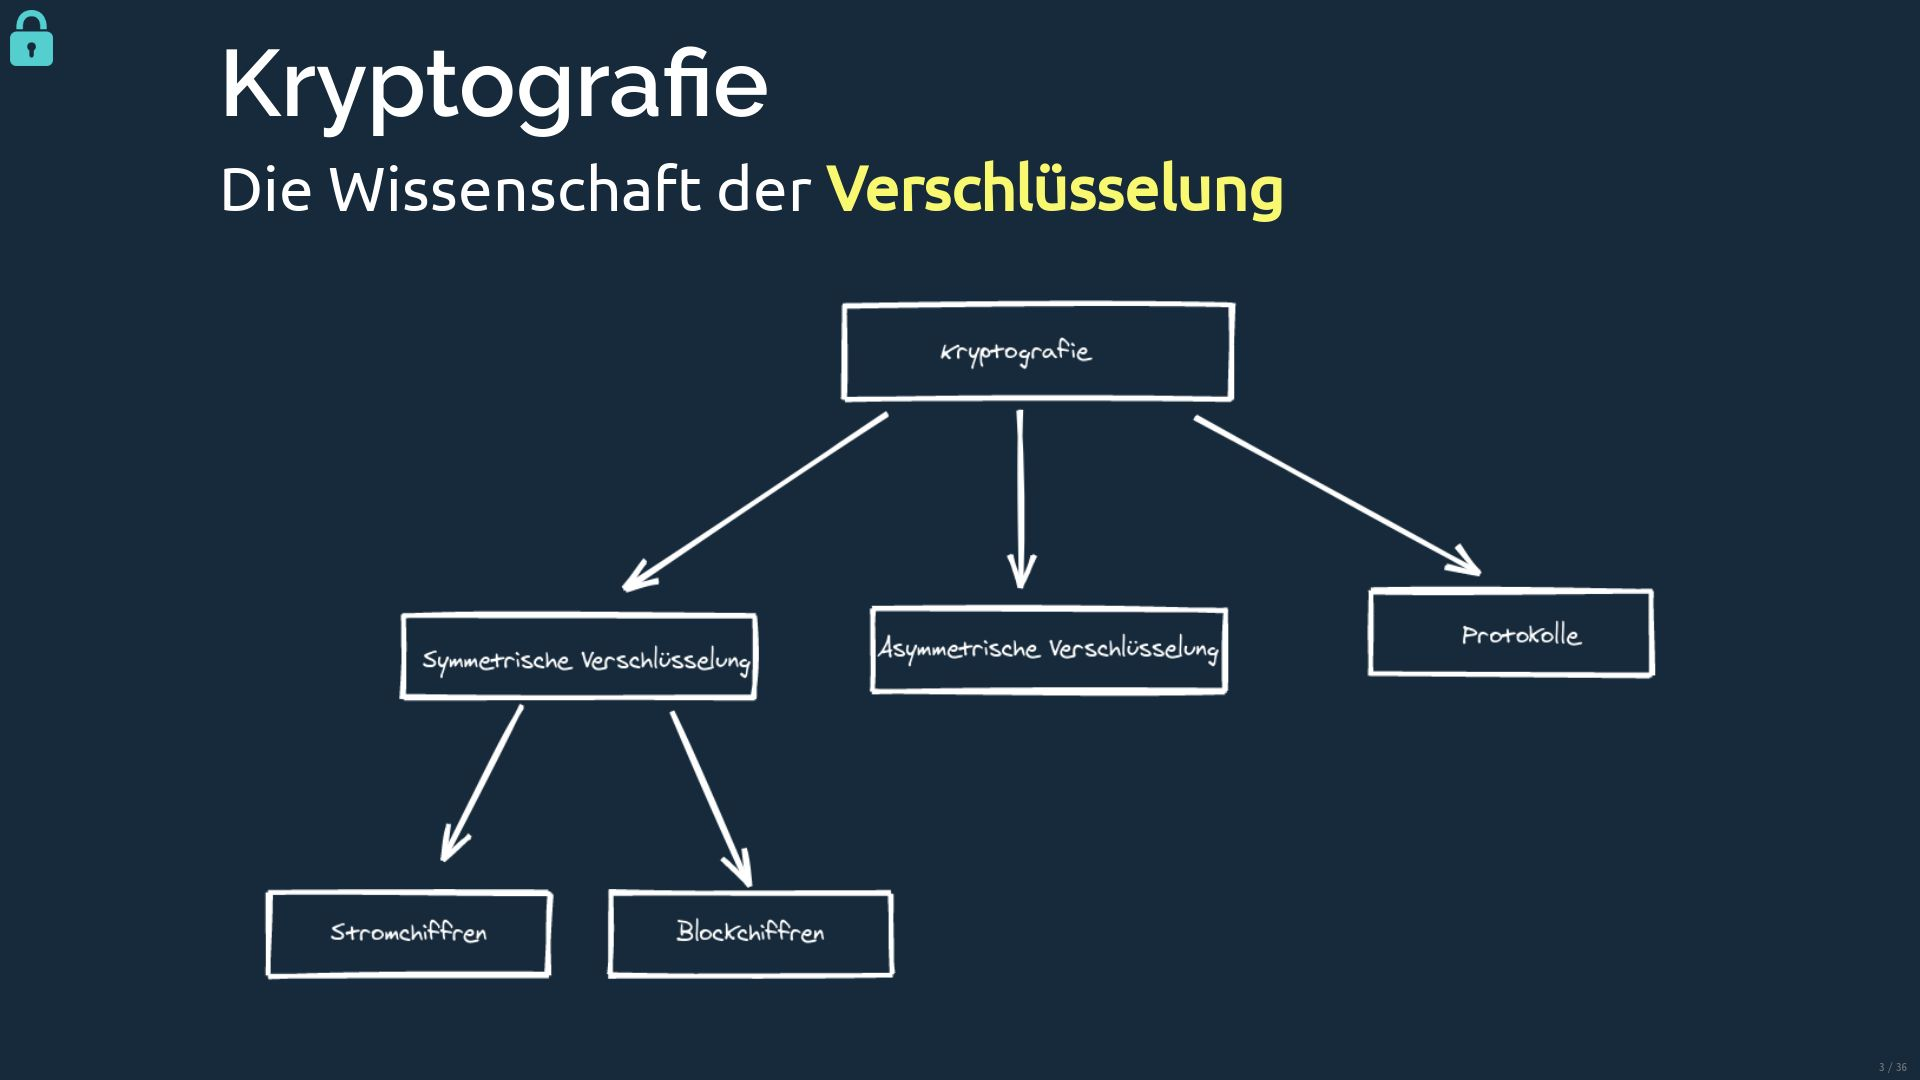 Kryptografie
Die Wissenschaft der Verschlüsselung
Kryptografie
Symmetrische Verschlüsselung
Asymmetrische Verschlüsselung
Protokolle
Stromchiffren
Blockchiffren
3 / 36